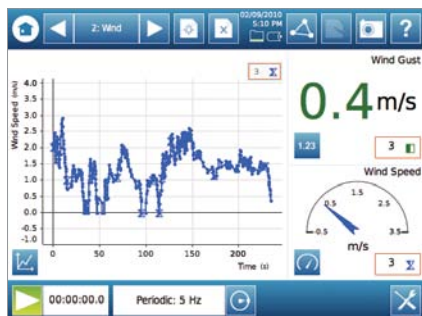 2: Wind
02/09/2010
5:10 PM
?
3 Σ
Wind Speed (m/s)
4.0
3.5
3.0
2.5
2.0
1.5
1.0
0.5
0.0
-0.5
-1.0
0 50 100 150 200
Time (s)
Wind Gust
0.4 m/s
1.23
3
Wind Speed
-0.5 0.5 1.5 2.5 3.5
m/s
3 Σ
00:00:00.0
Periodic: 5 Hz